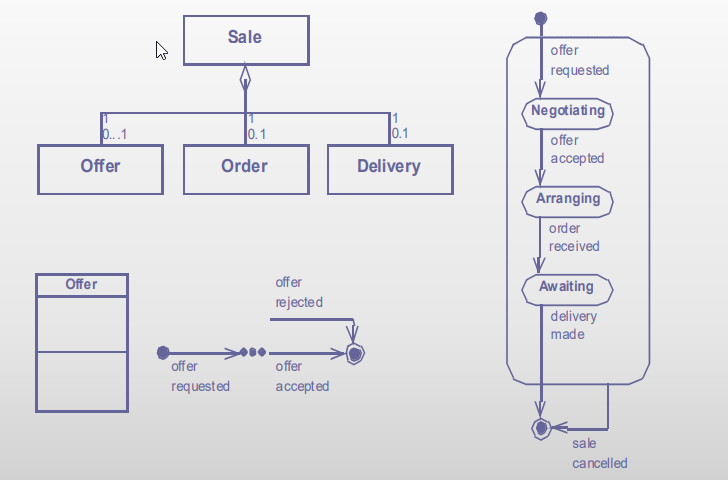 Sale
1
0...1
1
0.1
1
0.1
Offer
Order
Delivery
Offer
offer
rejected
offer
requested
offer
accepted
offer
requested
Negotiating
offer
accepted
Arranging
order
received
Awaiting
delivery
made
sale
cancelled